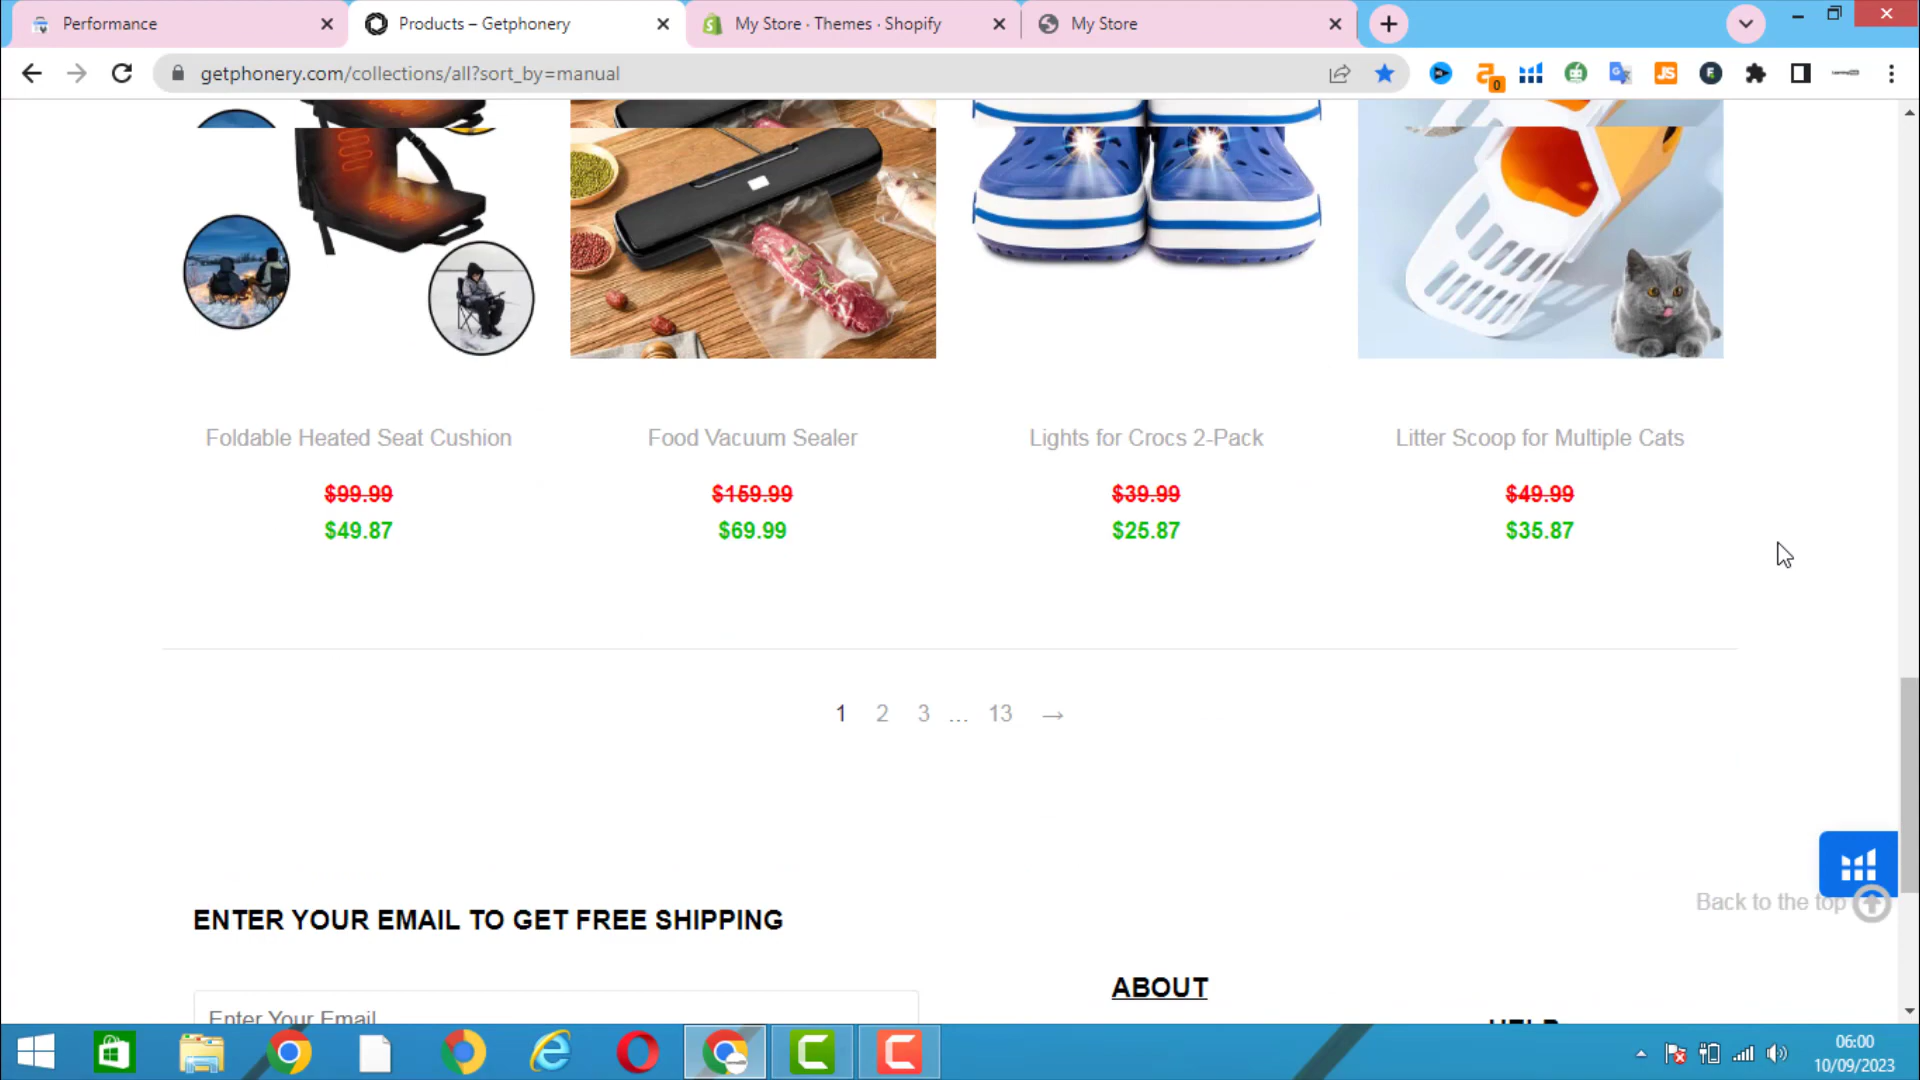 Performance
Products – Getphonery
My Store · Themes · Shopify
My Store
getphonery.com/collections/all?sort_by=manual
0
JS
Foldable Heated Seat Cushion
Food Vacuum Sealer
Lights for Crocs 2-Pack
Litter Scoop for Multiple Cats
$99.99
$159.99
$39.99
$49.99
$49.87
$69.99
$25.87
$35.87
1 2 3 … 13 →
Back to the top
ENTER YOUR EMAIL TO GET FREE SHIPPING
ABOUT
Enter Your Email
HELP
06:00
10/09/2023